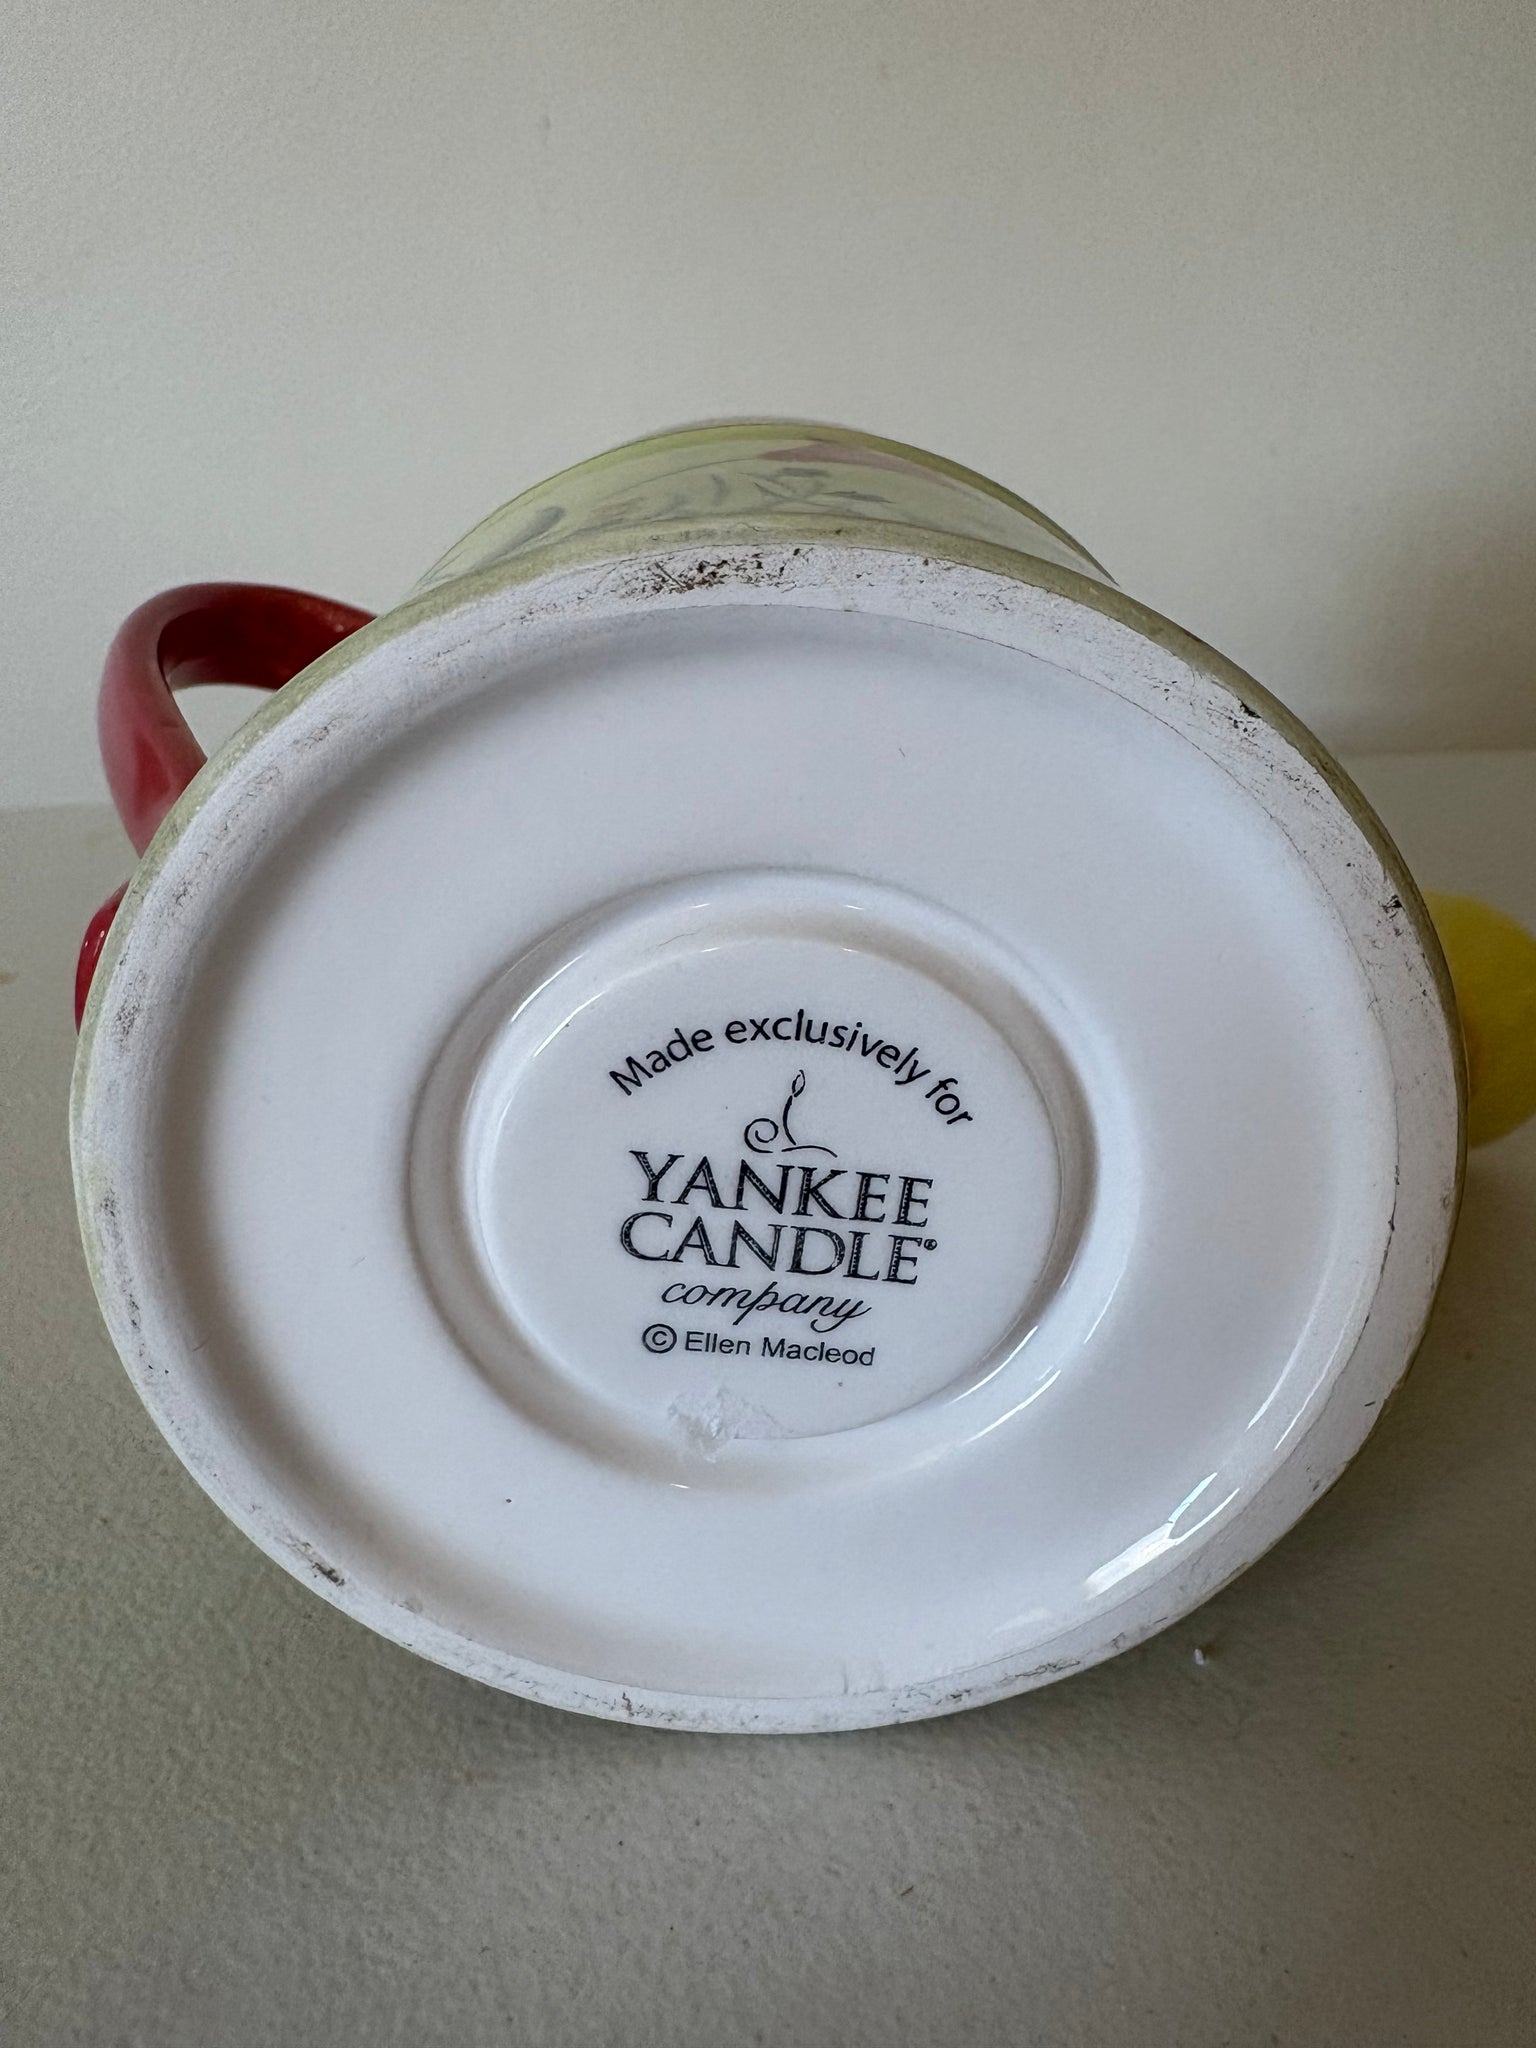 Made exclusively for
YANKEE
CANDLE®
company
© Ellen Macleod